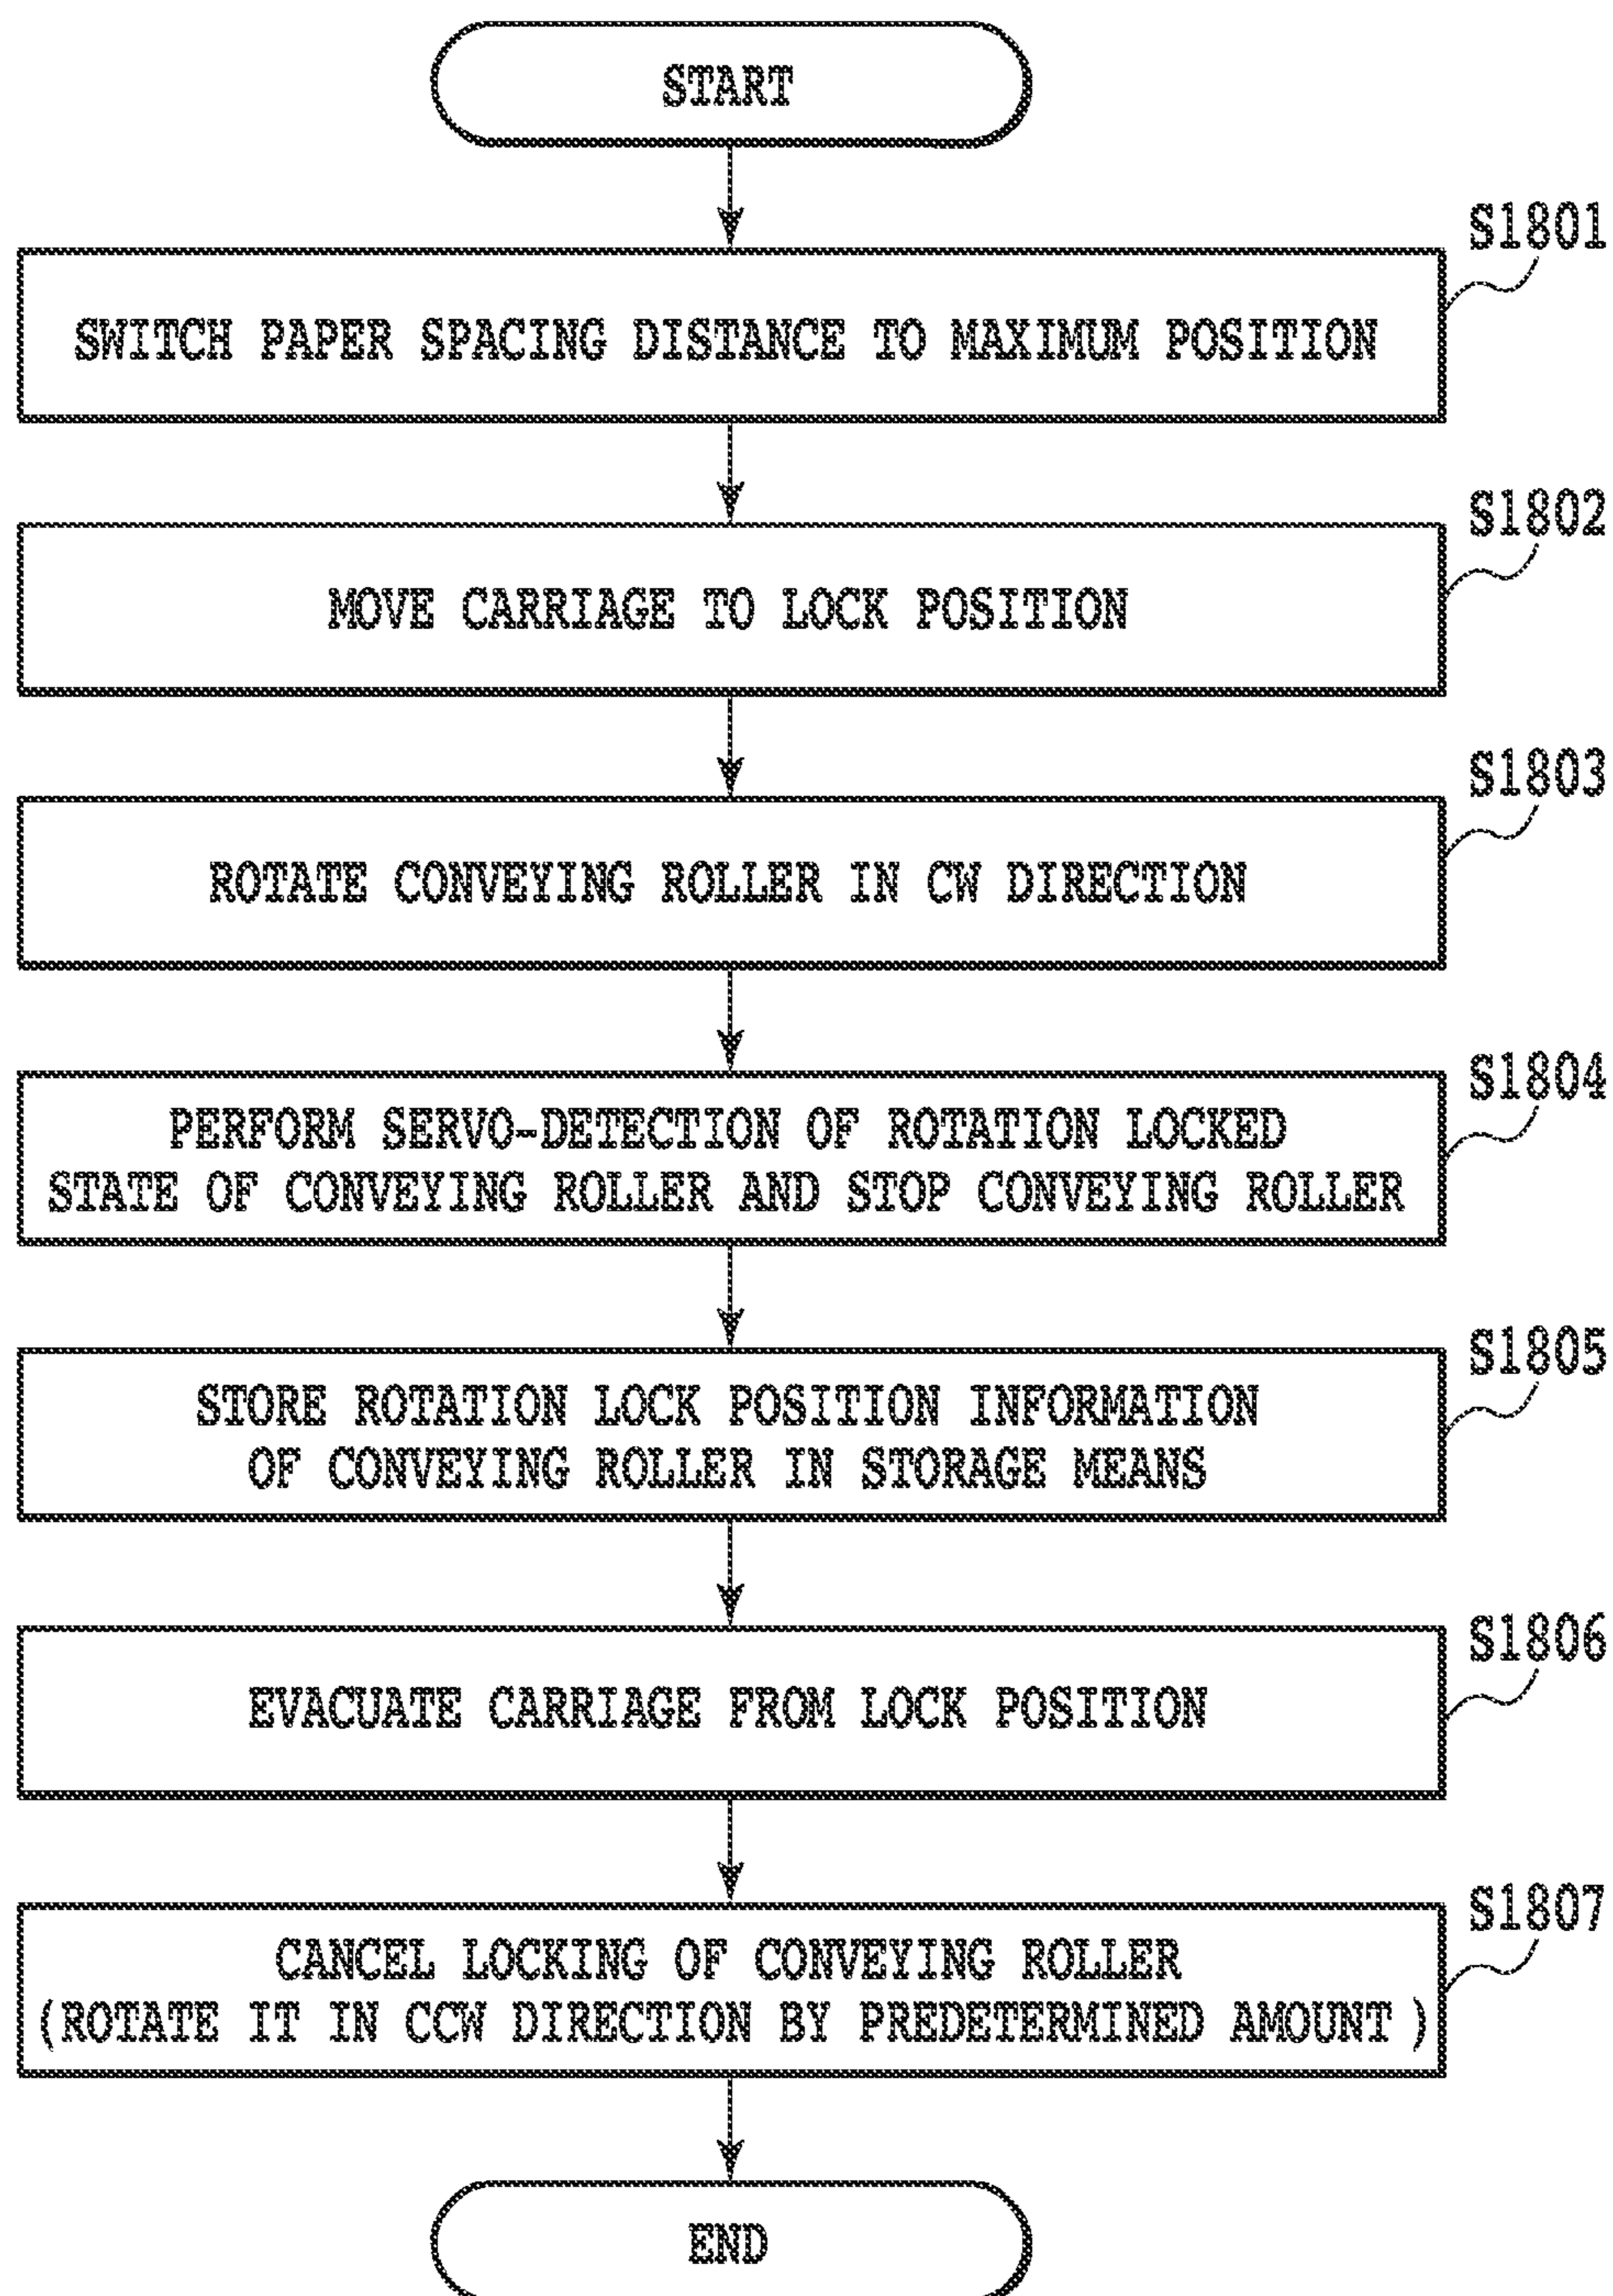 START
S1801
SWITCH PAPER SPACING DISTANCE TO MAXIMUM POSITION
S1802
MOVE CARRIAGE TO LOCK POSITION
S1803
ROTATE CONVEYING ROLLER IN CW DIRECTION
S1804
PERFORM SERVO-DETECTION OF ROTATION LOCKED
STATE OF CONVEYING ROLLER AND STOP CONVEYING ROLLER
S1805
STORE ROTATION LOCK POSITION INFORMATION
OF CONVEYING ROLLER IN STORAGE MEANS
S1806
EVACUATE CARRIAGE FROM LOCK POSITION
S1807
CANCEL LOCKING OF CONVEYING ROLLER
(ROTATE IT IN CCW DIRECTION BY PREDETERMINED AMOUNT )
END